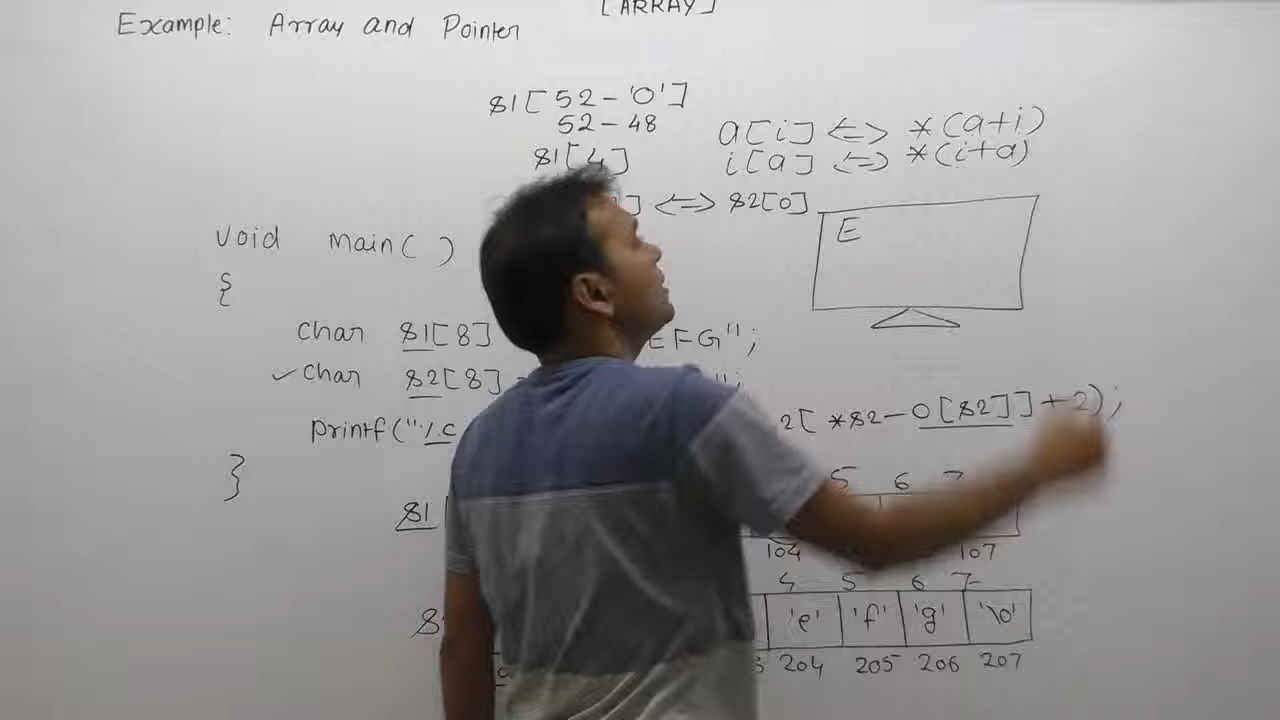 [ARRAY]
Example: Array and Pointer
s1[52-'0']
52-48
s1[4]
a[i] <=> *(a+i)
i[a] <=> *(i+a)
] <=> s2[0]
E
void main( )
{
char s1[8] EFG";
✓char s2[8] - ";
printf("%c 2[ *s2-0[s2]]+2);
}
5 6 7
s1
104 107
4 5 6 7
'e' 'f' 'g' '\0'
204 205 206 207